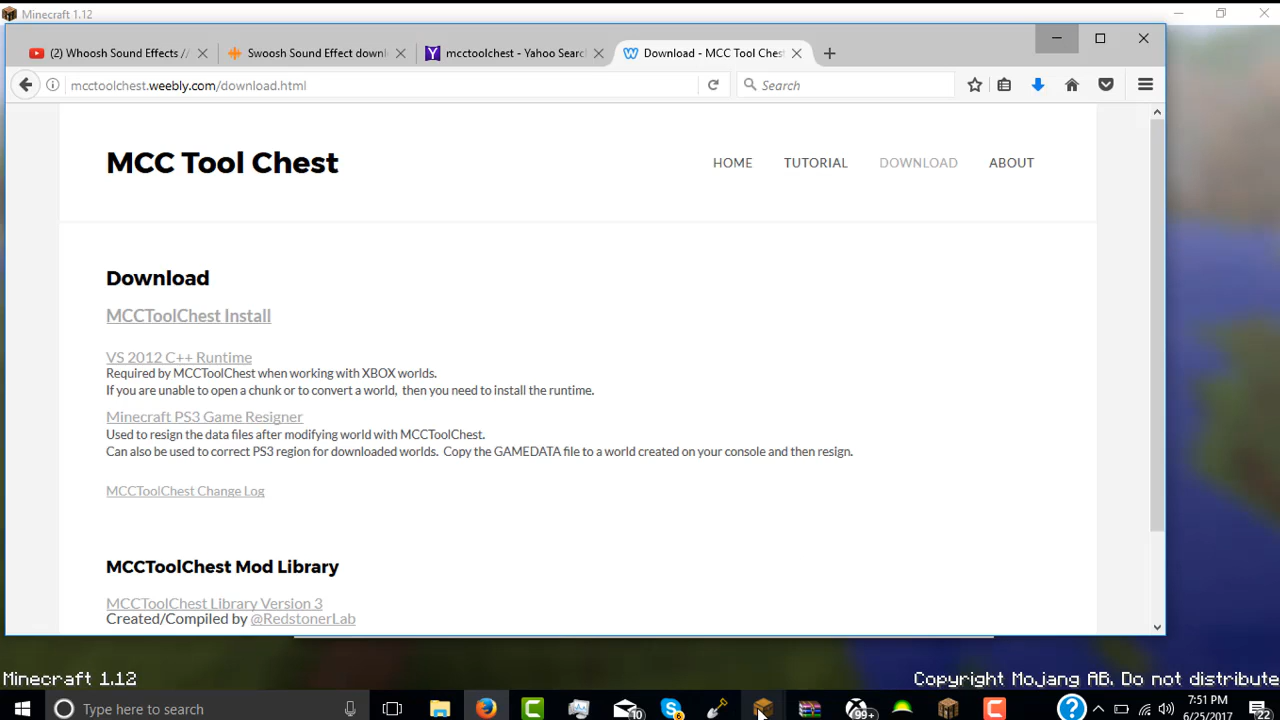 Minecraft 1.12
(2) Whoosh Sound Effects //
Swoosh Sound Effect downl
mcctoolchest - Yahoo Search
Download - MCC Tool Chest
mcctoolchest.weebly.com/download.html
Search
MCC Tool Chest
HOME
TUTORIAL
DOWNLOAD
ABOUT
Download
MCCToolChest Install
VS 2012 C++ Runtime
Required by MCCToolChest when working with XBOX worlds.
If you are unable to open a chunk or to convert a world, then you need to install the runtime.
Minecraft PS3 Game Resigner
Used to resign the data files after modifying world with MCCToolChest.
Can also be used to correct PS3 region for downloaded worlds. Copy the GAMEDATA file to a world created on your console and then resign.
MCCToolChest Change Log
MCCToolChest Mod Library
MCCToolChest Library Version 3
Created/Compiled by @RedstonerLab
Minecraft 1.12
Copyright Mojang AB. Do not distribute
Type here to search
10
6
99+
7:51 PM
6/25/2017
22